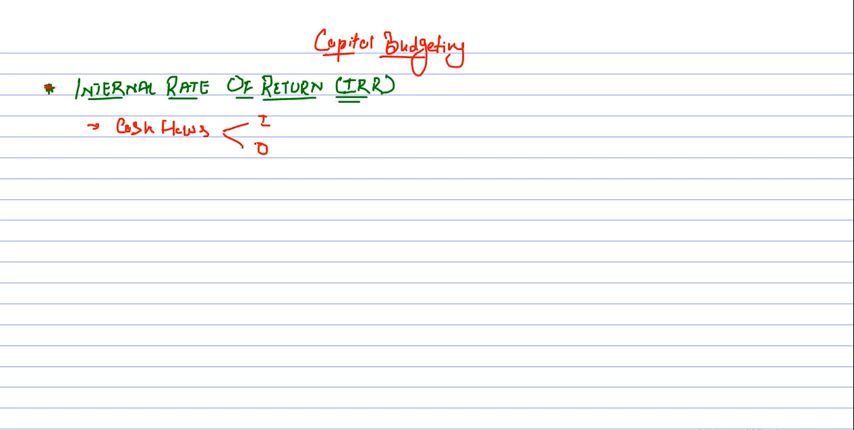 Capital Budgeting
* INTERNAL RATE OF RETURN (IRR)
→ Cash Flows < I
O